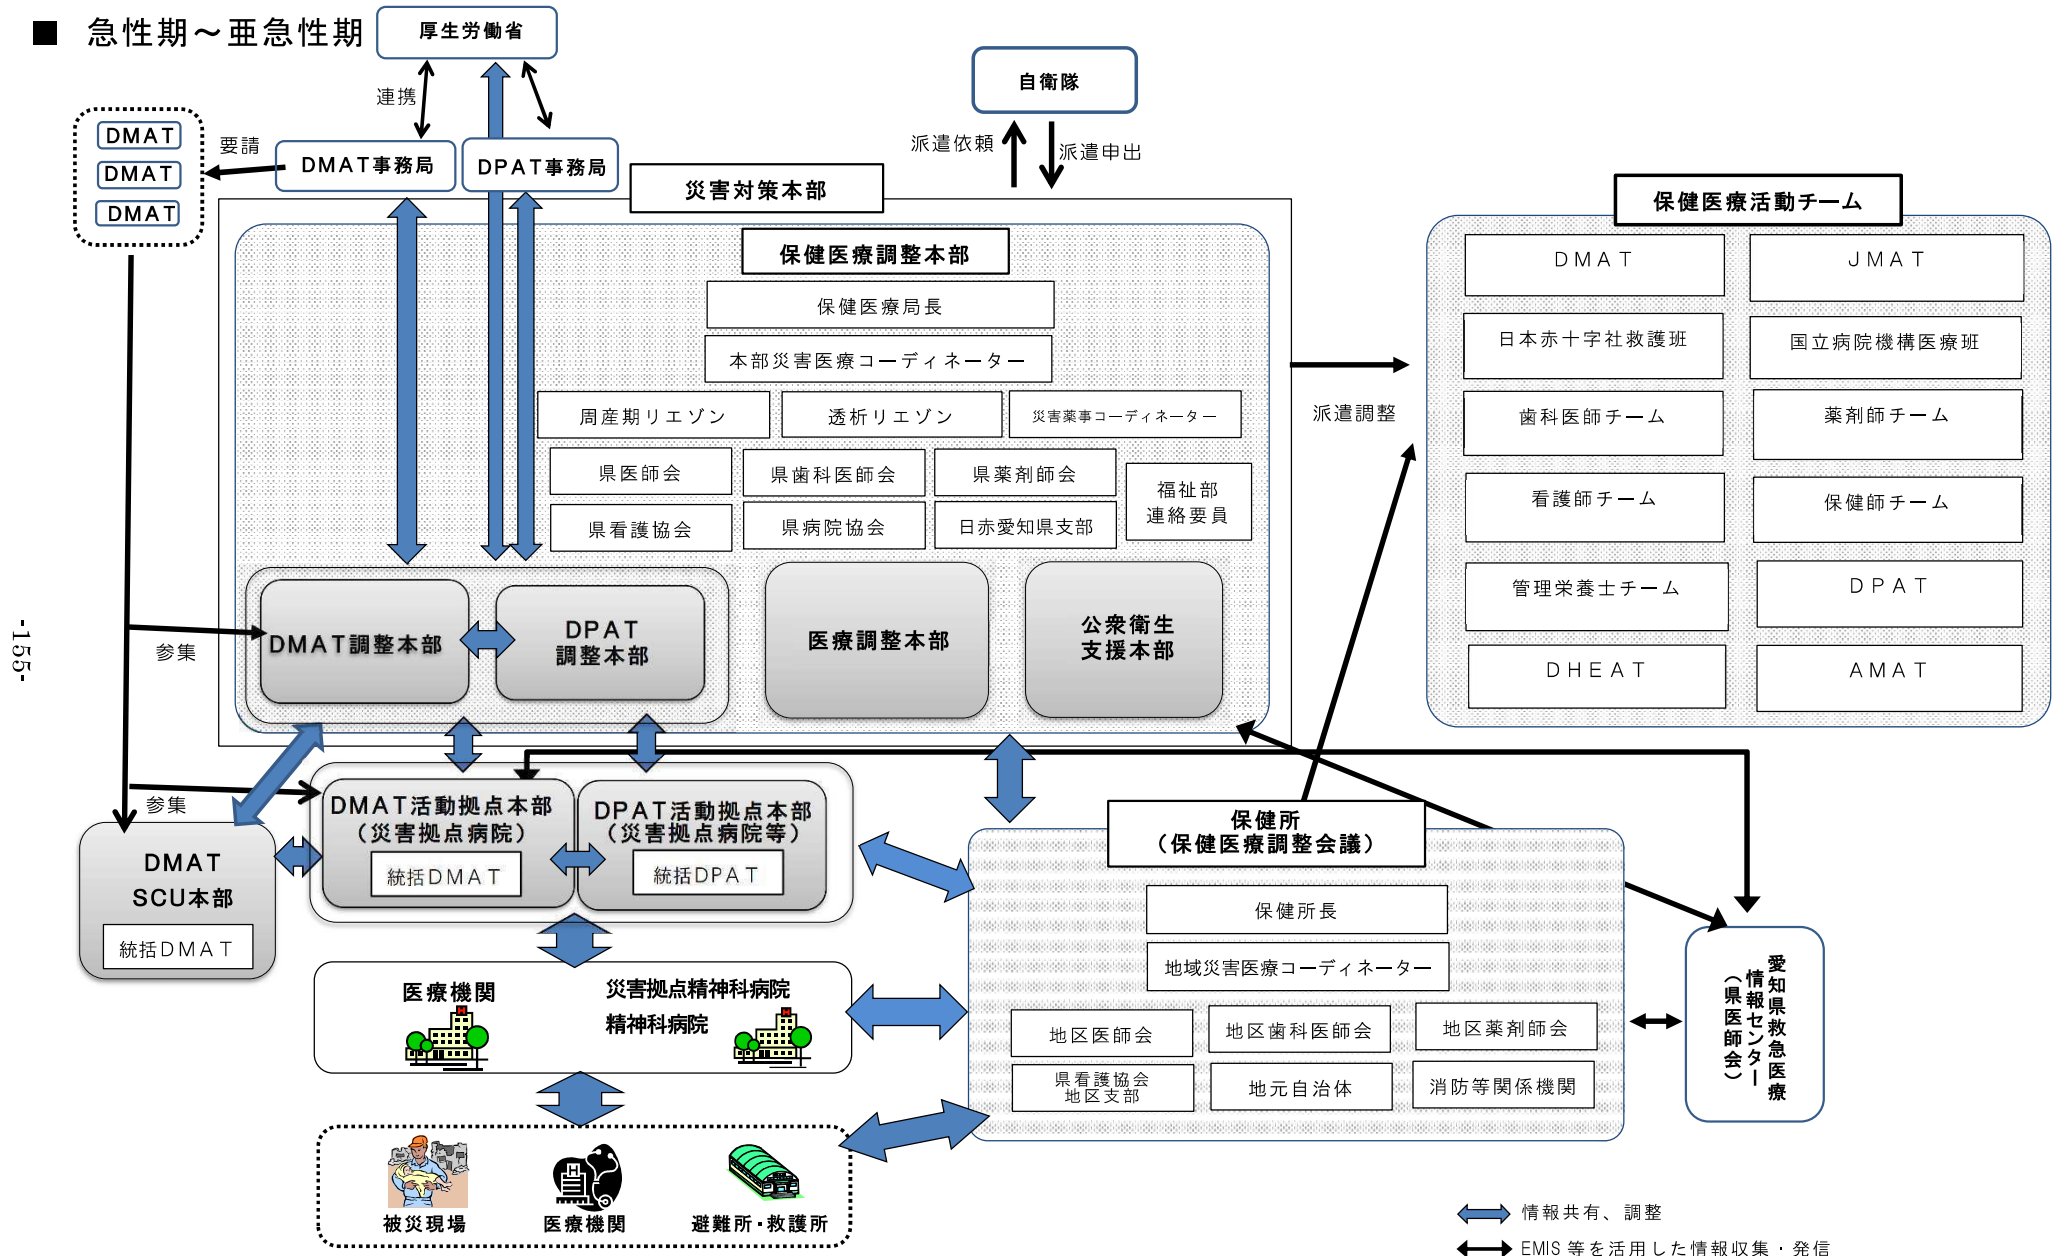 ■ 急性期～亜急性期
厚生労働省
連携
自衛隊
派遣依頼
派遣申出
DMAT
DMAT
DMAT
要請
DMAT事務局
DPAT事務局
災害対策本部
保健医療調整本部
保健医療局長
本部災害医療コーディネーター
周産期リエゾン
透析リエゾン
災害薬事コーディネーター
県医師会
県歯科医師会
県薬剤師会
福祉部
連絡要員
県看護協会
県病院協会
日赤愛知県支部
DMAT調整本部
DPAT
調整本部
医療調整本部
公衆衛生
支援本部
参集
参集
派遣調整
保健医療活動チーム
DMAT
JMAT
日本赤十字社救護班
国立病院機構医療班
歯科医師チーム
薬剤師チーム
看護師チーム
保健師チーム
管理栄養士チーム
DPAT
DHEAT
AMAT
-155-
DMAT
SCU本部
統括DMAT
DMAT活動拠点本部
（災害拠点病院）
統括DMAT
DPAT活動拠点本部
（災害拠点病院等）
統括DPAT
医療機関
災害拠点精神科病院
精神科病院
被災現場
医療機関
避難所・救護所
保健所
（保健医療調整会議）
保健所長
地域災害医療コーディネーター
地区医師会
地区歯科医師会
地区薬剤師会
県看護協会
地区支部
地元自治体
消防等関係機関
愛知県救急医療
情報センター
（県医師会）
情報共有、調整
EMIS 等を活用した情報収集・発信